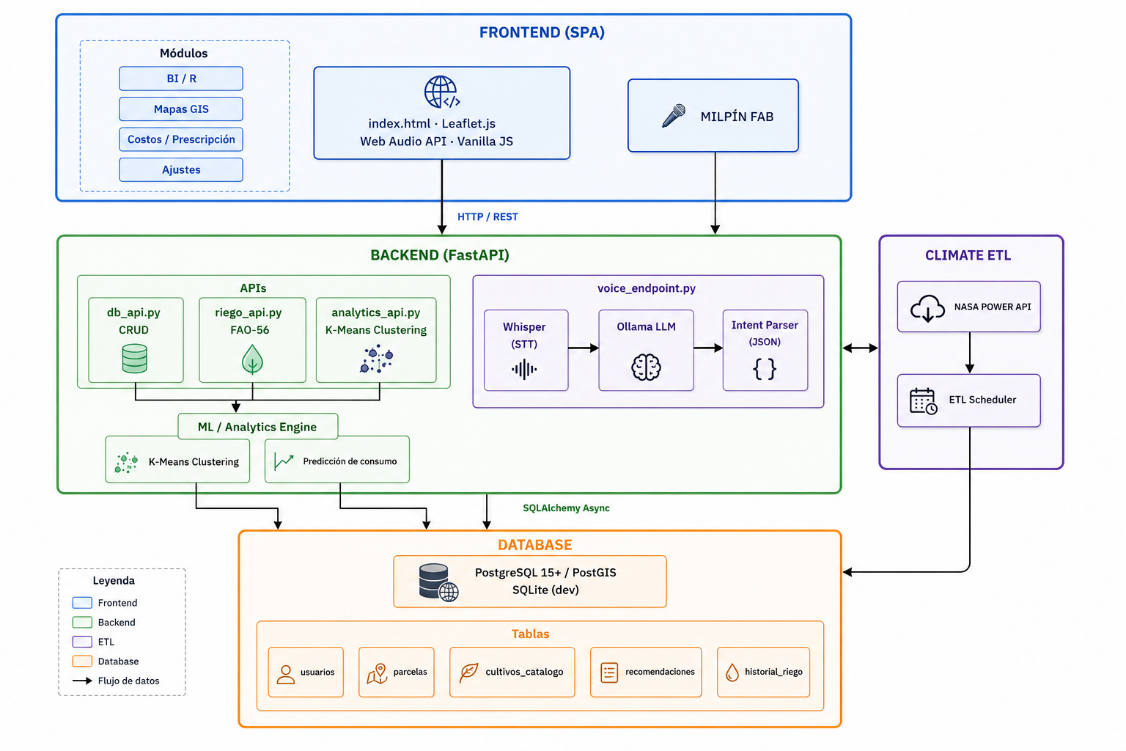 FRONTEND (SPA)
Módulos
BI / R
Mapas GIS
Costos / Prescripción
Ajustes
index.html · Leaflet.js
Web Audio API · Vanilla JS
MILPÍN FAB
HTTP / REST
BACKEND (FastAPI)
APIs
db_api.py
CRUD
riego_api.py
FAO-56
analytics_api.py
K-Means Clustering
voice_endpoint.py
Whisper
(STT)
Ollama LLM
Intent Parser
(JSON)
{ }
ML / Analytics Engine
K-Means Clustering
Predicción de consumo
CLIMATE ETL
NASA POWER API
ETL Scheduler
SQLAlchemy Async
DATABASE
PostgreSQL 15+ / PostGIS
SQLite (dev)
Tablas
usuarios
parcelas
cultivos_catalogo
recomendaciones
historial_riego
Leyenda
Frontend
Backend
ETL
Database
Flujo de datos